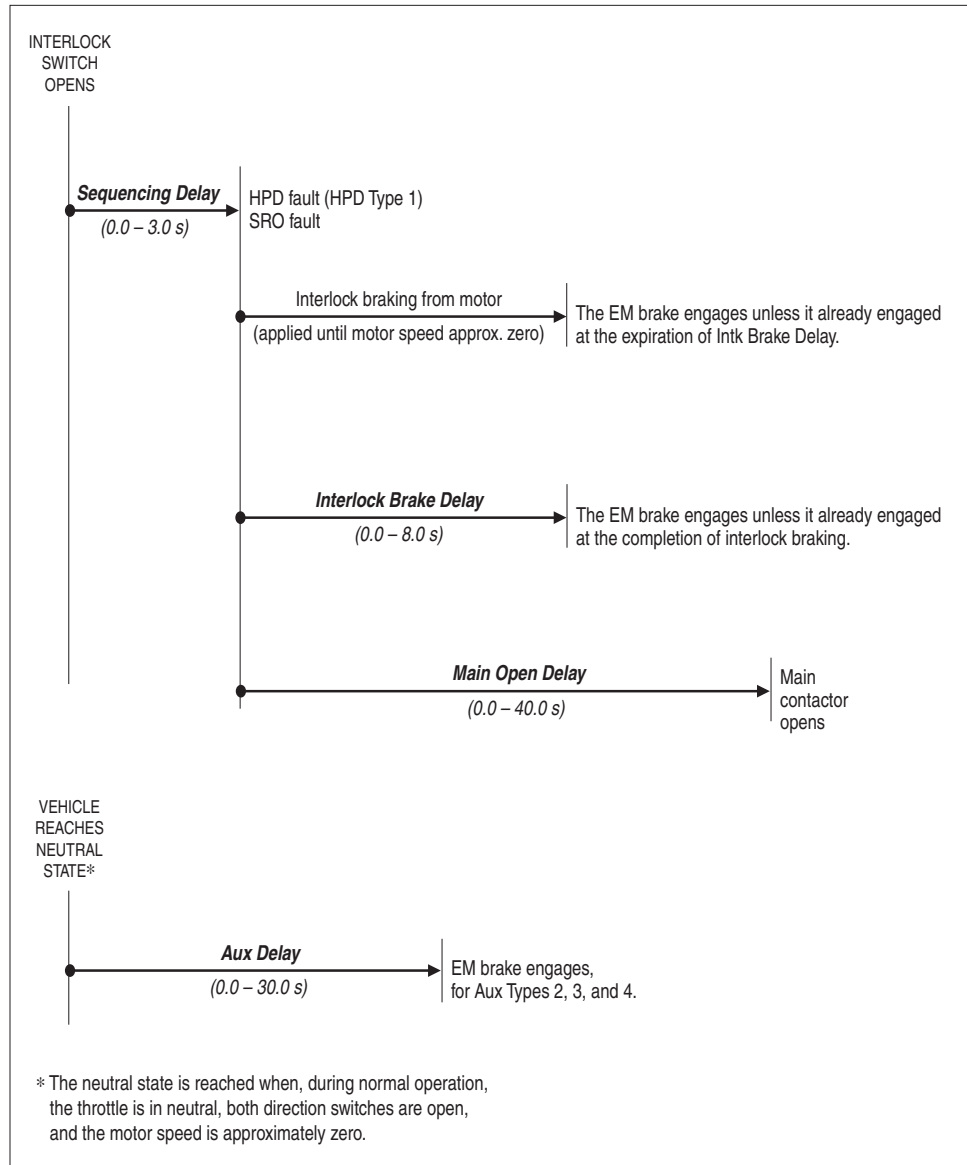 INTERLOCK
SWITCH
OPENS
Sequencing Delay
(0.0 – 3.0 s)
HPD fault (HPD Type 1)
SRO fault
Interlock braking from motor
(applied until motor speed approx. zero)
The EM brake engages unless it already engaged
at the expiration of Intk Brake Delay.
Interlock Brake Delay
(0.0 – 8.0 s)
The EM brake engages unless it already engaged
at the completion of interlock braking.
Main Open Delay
(0.0 – 40.0 s)
Main
contactor
opens
VEHICLE
REACHES
NEUTRAL
STATE*
Aux Delay
(0.0 – 30.0 s)
EM brake engages,
for Aux Types 2, 3, and 4.
* The neutral state is reached when, during normal operation,
the throttle is in neutral, both direction switches are open,
and the motor speed is approximately zero.